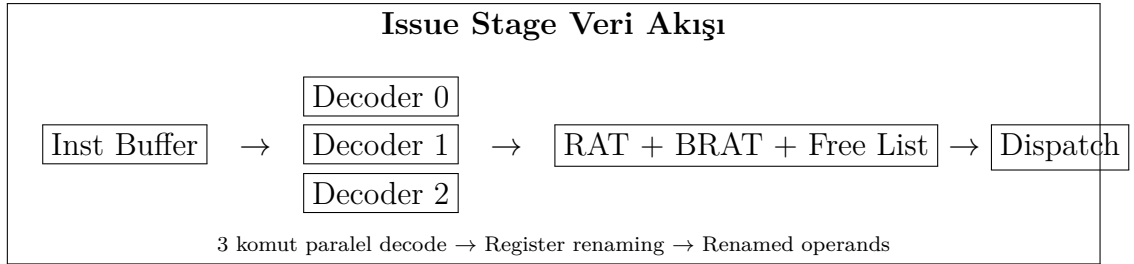 Issue Stage Veri Akışı
Decoder 0
Inst Buffer → Decoder 1 → RAT + BRAT + Free List → Dispatch
Decoder 2
3 komut paralel decode → Register renaming → Renamed operands